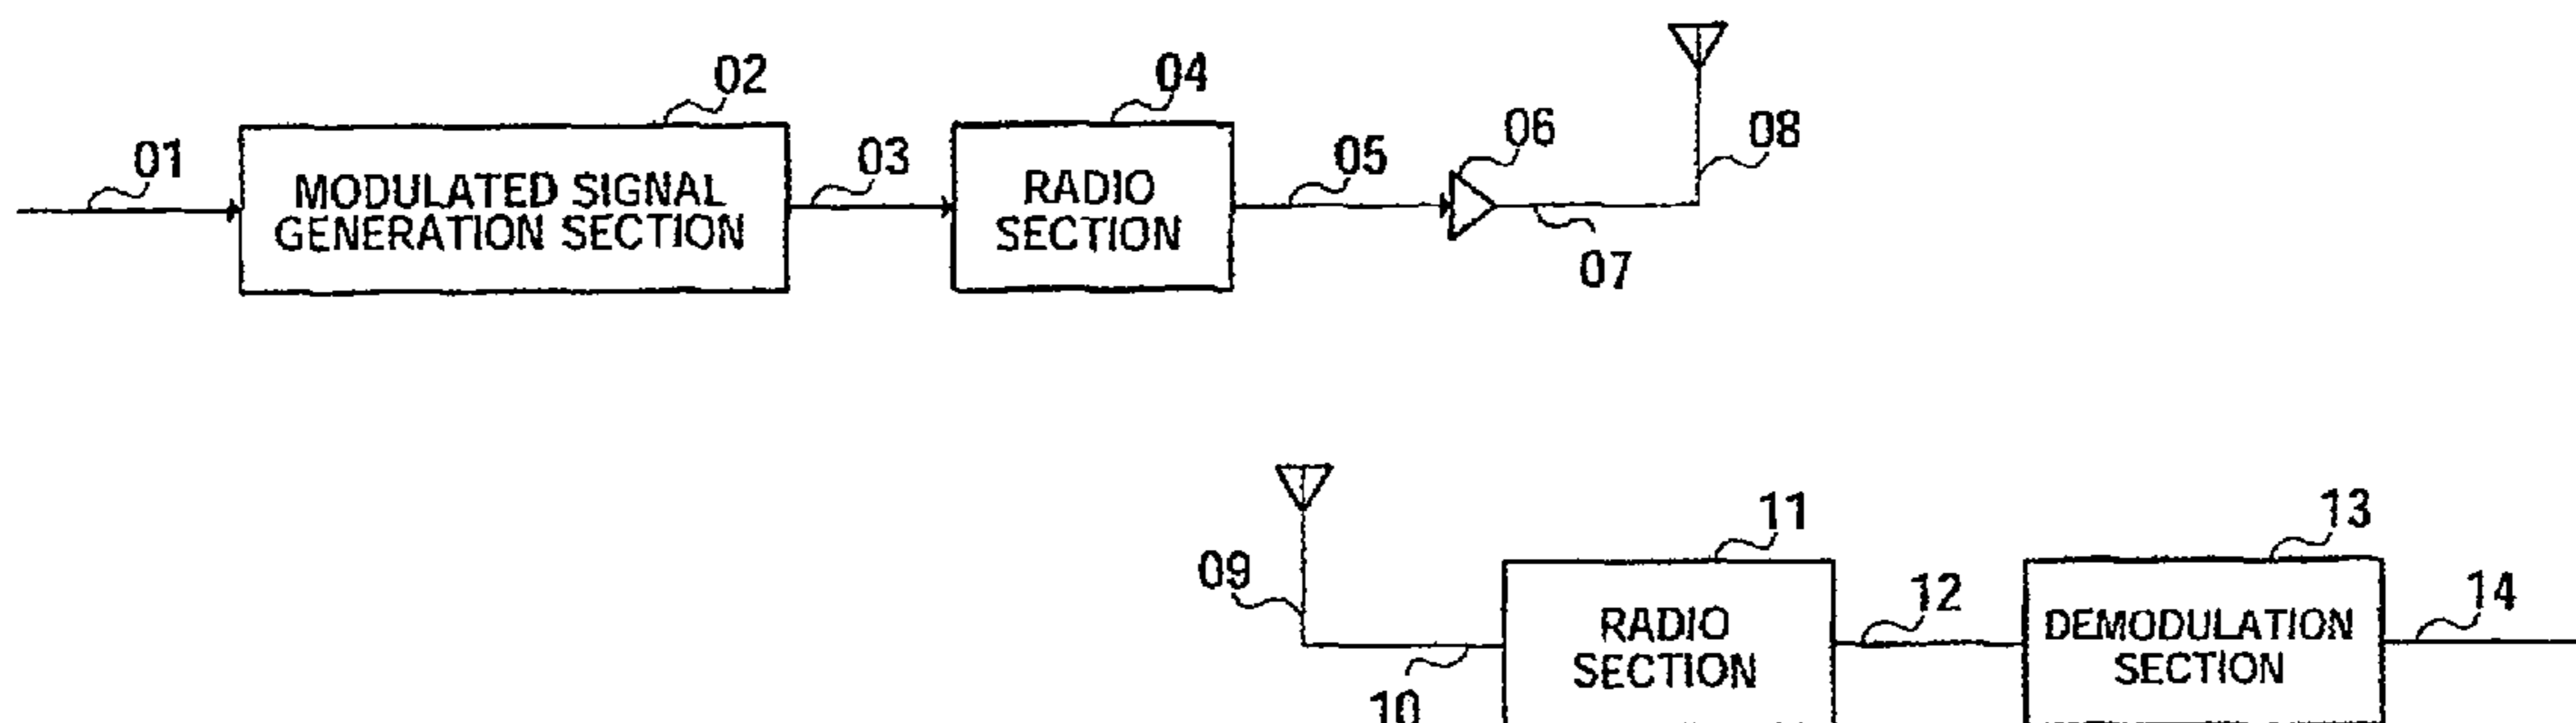 02
04
01
03
05
06
08
MODULATED SIGNAL
GENERATION SECTION
RADIO
SECTION
07
09
11
13
12
14
RADIO
SECTION
DEMODULATION
SECTION
10